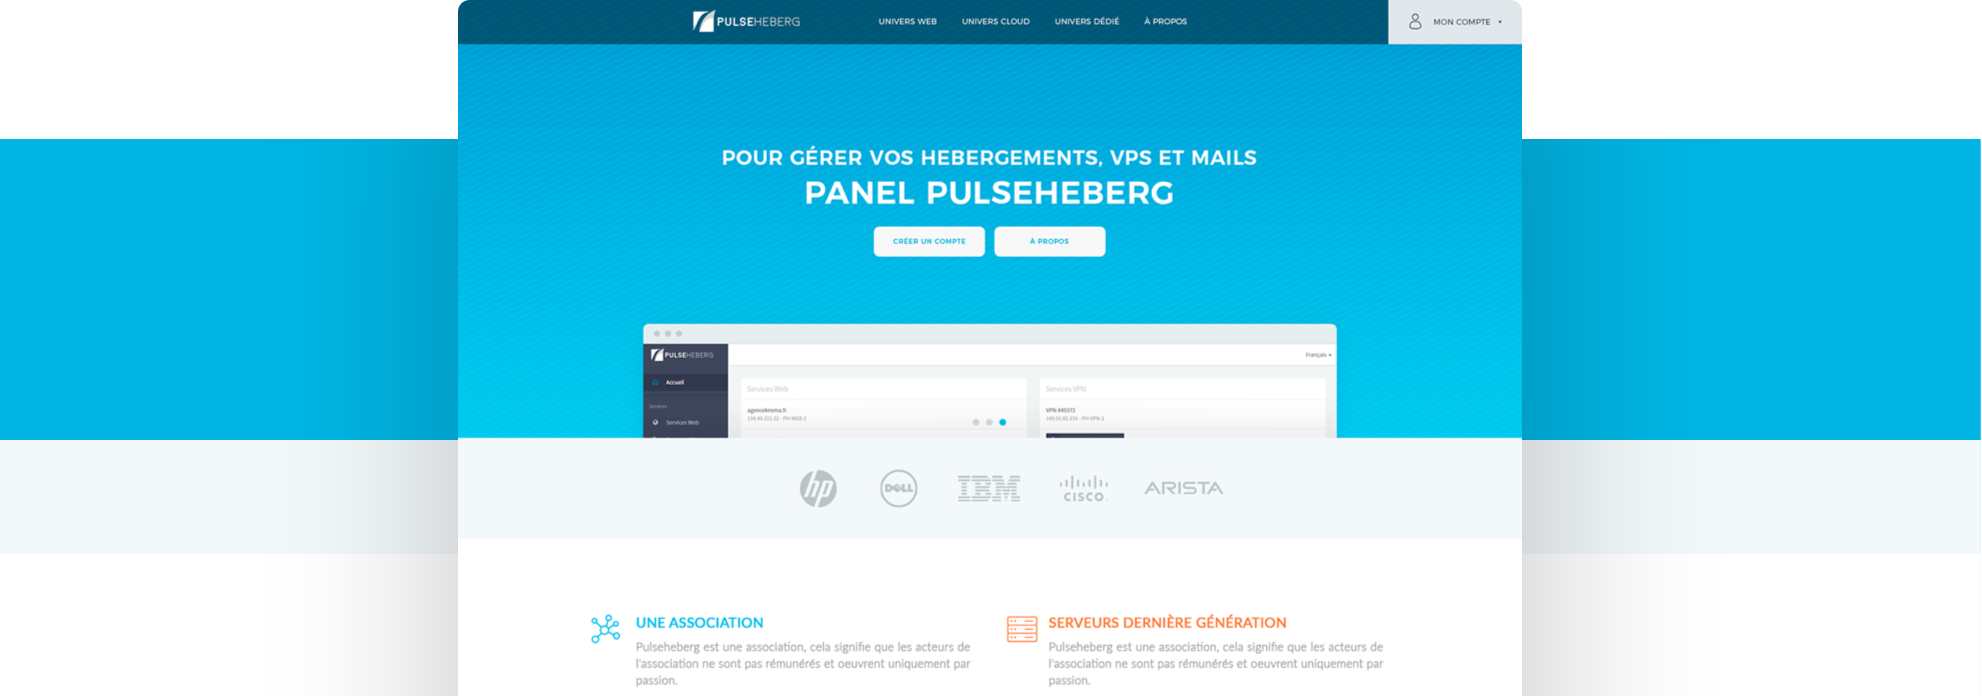 PULSEHEBERG
UNIVERS WEB
UNIVERS CLOUD
UNIVERS DÉDIÉ
À PROPOS
MON COMPTE
POUR GÉRER VOS HEBERGEMENTS, VPS ET MAILS
PANEL PULSEHEBERG
CRÉER UN COMPTE
À PROPOS
PULSEHEBERG
Français
Accueil
Services
Services Web
Services Web
agencekroma.fr
Services VPN
VPN #40372
hp
DELL
IBM
CISCO
ARISTA
UNE ASSOCIATION
Pulseheberg est une association, cela signifie que les acteurs de
l'association ne sont pas rémunérés et oeuvrent uniquement par
passion.
SERVEURS DERNIÈRE GÉNÉRATION
Pulseheberg est une association, cela signifie que les acteurs de
l'association ne sont pas rémunérés et oeuvrent uniquement par
passion.